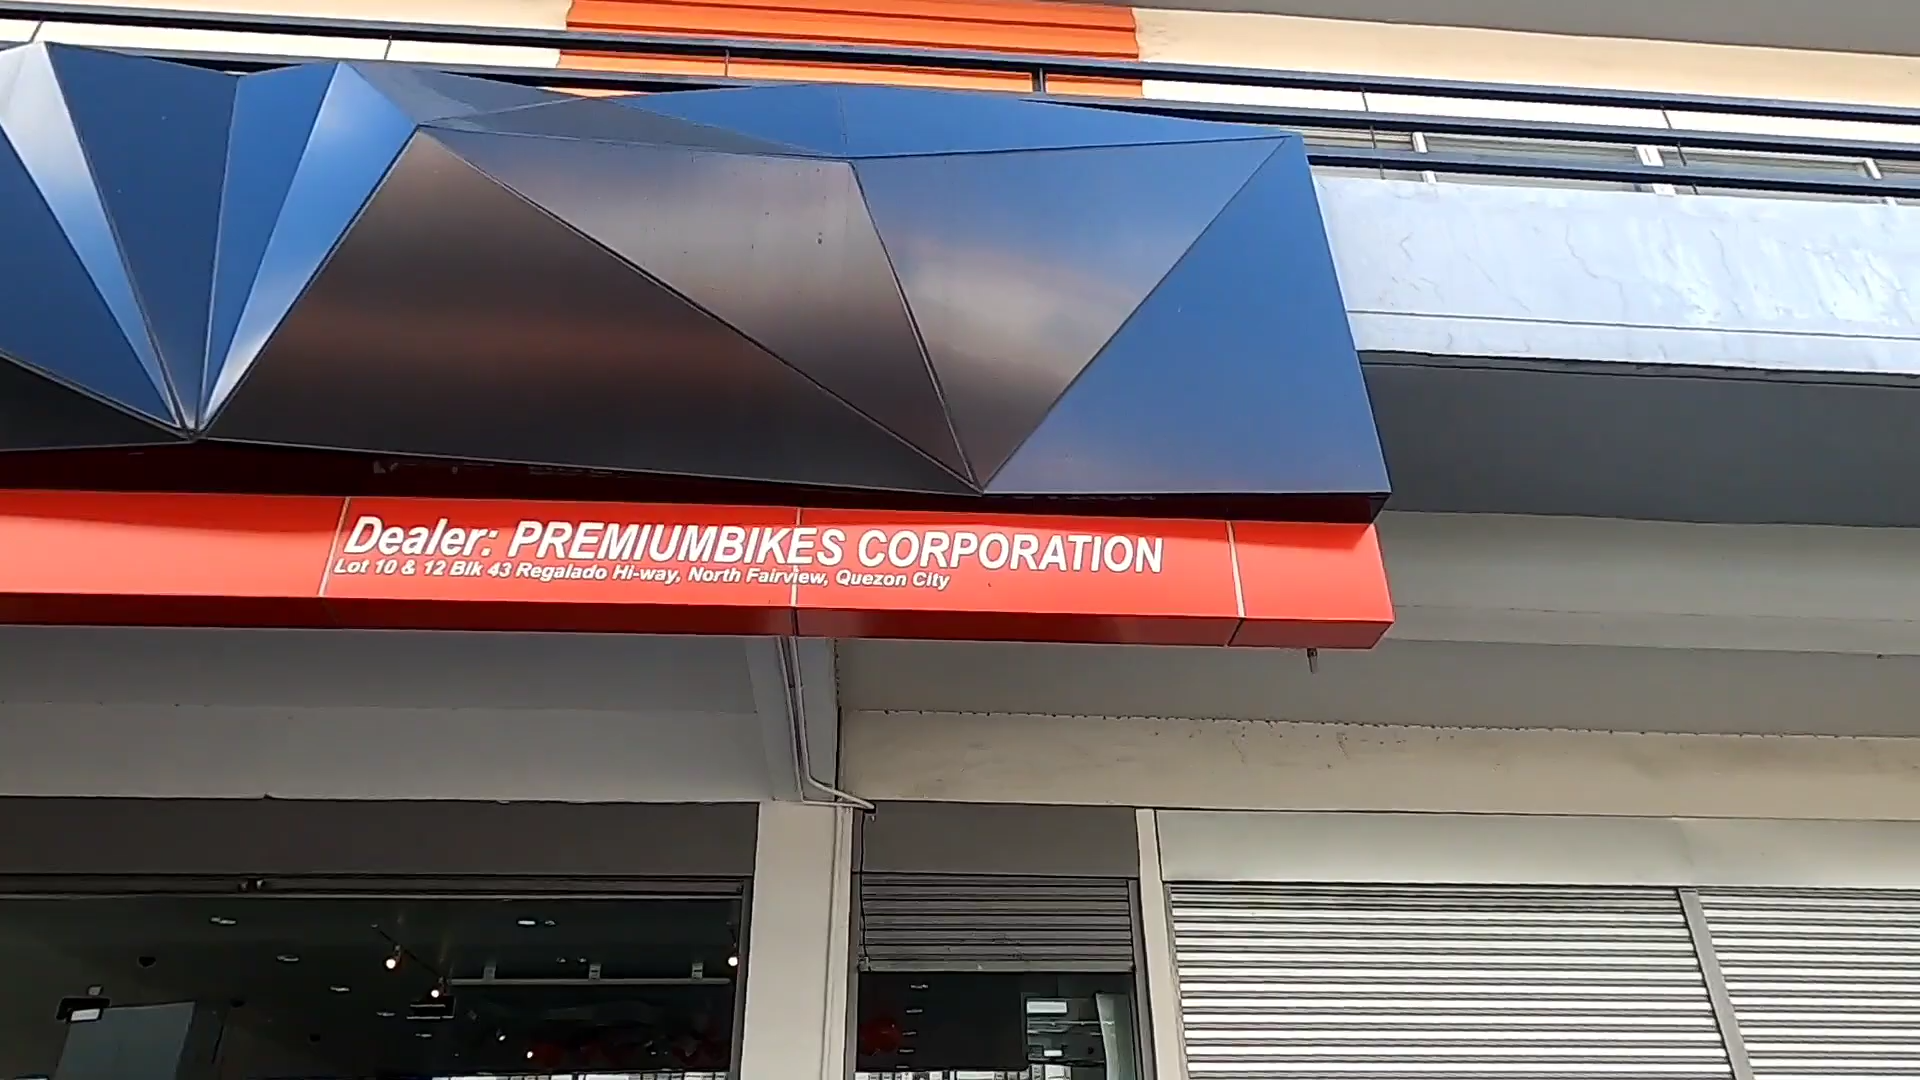 Dealer: PREMIUMBIKES CORPORATION
Lot 10 & 12 Blk 43 Regalado Hi-way, North Fairview, Quezon City